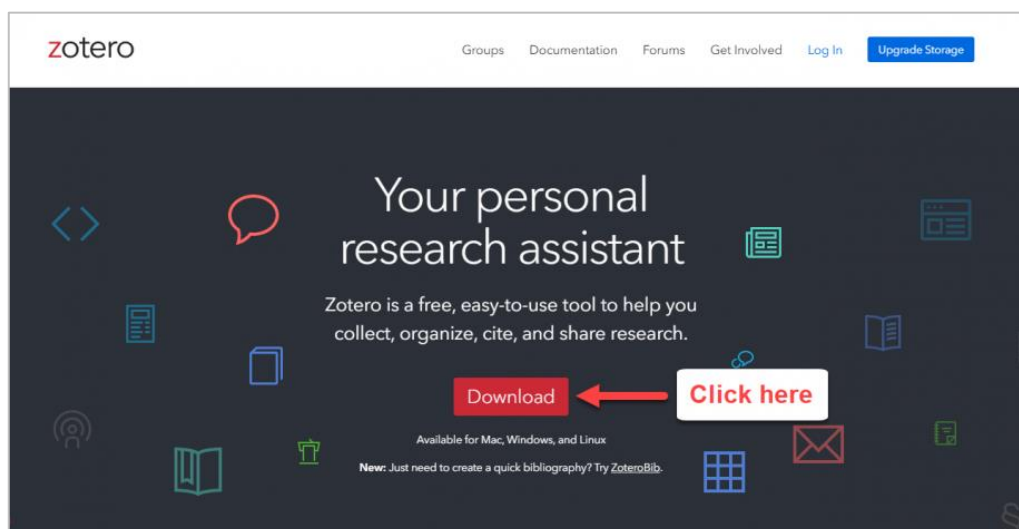 zotero
Groups Documentation Forums Get Involved Log In Upgrade Storage
Your personal
research assistant
Zotero is a free, easy-to-use tool to help you
collect, organize, cite, and share research.
Download
Click here
Available for Mac, Windows, and Linux
New: Just need to create a quick bibliography? Try ZoteroBib.